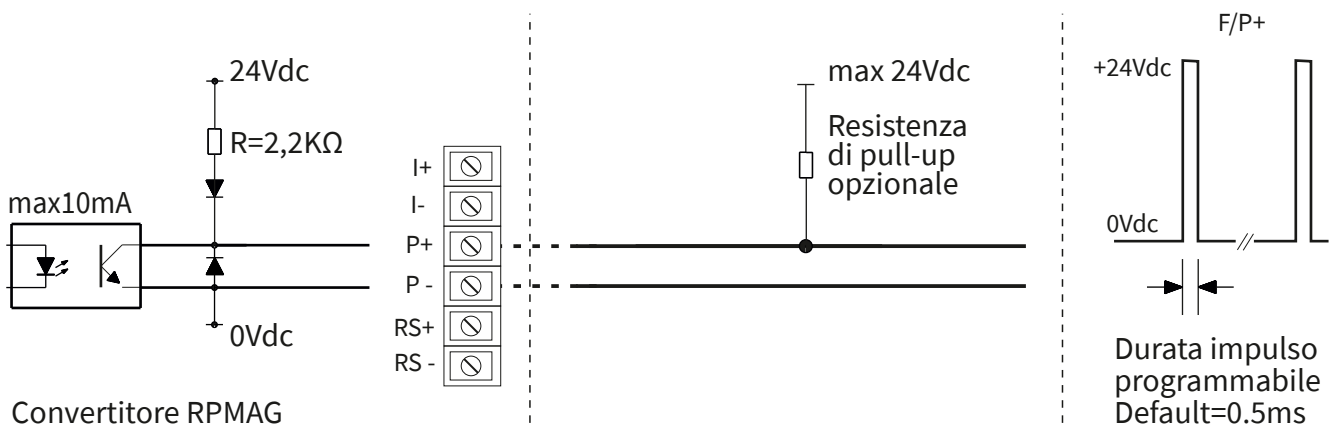 24Vdc
R=2,2KΩ
max10mA
0Vdc
Convertitore RPMAG
I+
I-
P+
P -
RS+
RS -
max 24Vdc
Resistenza
di pull-up
opzionale
F/P+
+24Vdc
0Vdc
Durata impulso
programmabile
Default=0.5ms